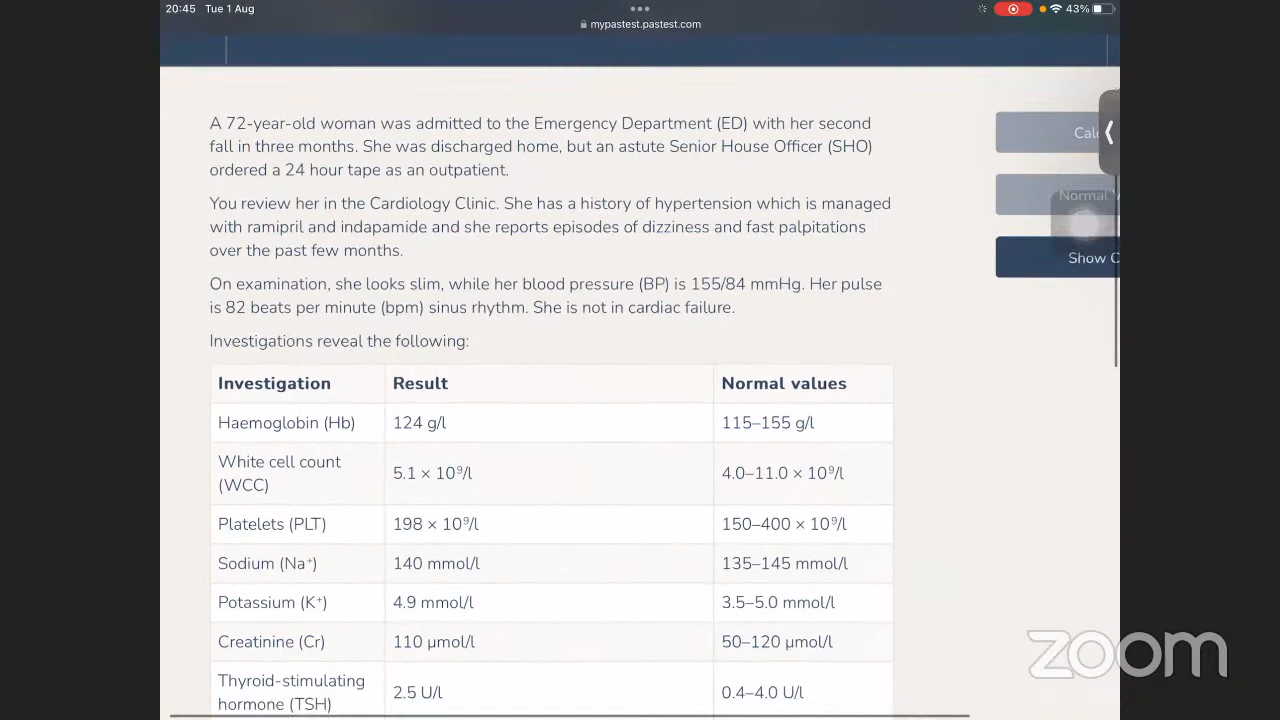 20:45 Tue 1 Aug
43%
mypastest.pastest.com
A 72-year-old woman was admitted to the Emergency Department (ED) with her second
fall in three months. She was discharged home, but an astute Senior House Officer (SHO)
ordered a 24 hour tape as an outpatient.
You review her in the Cardiology Clinic. She has a history of hypertension which is managed
with ramipril and indapamide and she reports episodes of dizziness and fast palpitations
over the past few months.
On examination, she looks slim, while her blood pressure (BP) is 155/84 mmHg. Her pulse
is 82 beats per minute (bpm) sinus rhythm. She is not in cardiac failure.
Investigations reveal the following:
Investigation Result Normal values
Haemoglobin (Hb) 124 g/l 115–155 g/l
White cell count
(WCC) 5.1 × 10⁹/l 4.0–11.0 × 10⁹/l
Platelets (PLT) 198 × 10⁹/l 150–400 × 10⁹/l
Sodium (Na⁺) 140 mmol/l 135–145 mmol/l
Potassium (K⁺) 4.9 mmol/l 3.5–5.0 mmol/l
Creatinine (Cr) 110 µmol/l 50–120 µmol/l
Thyroid-stimulating
hormone (TSH) 2.5 U/l 0.4–4.0 U/l
Normal
Show
zoom